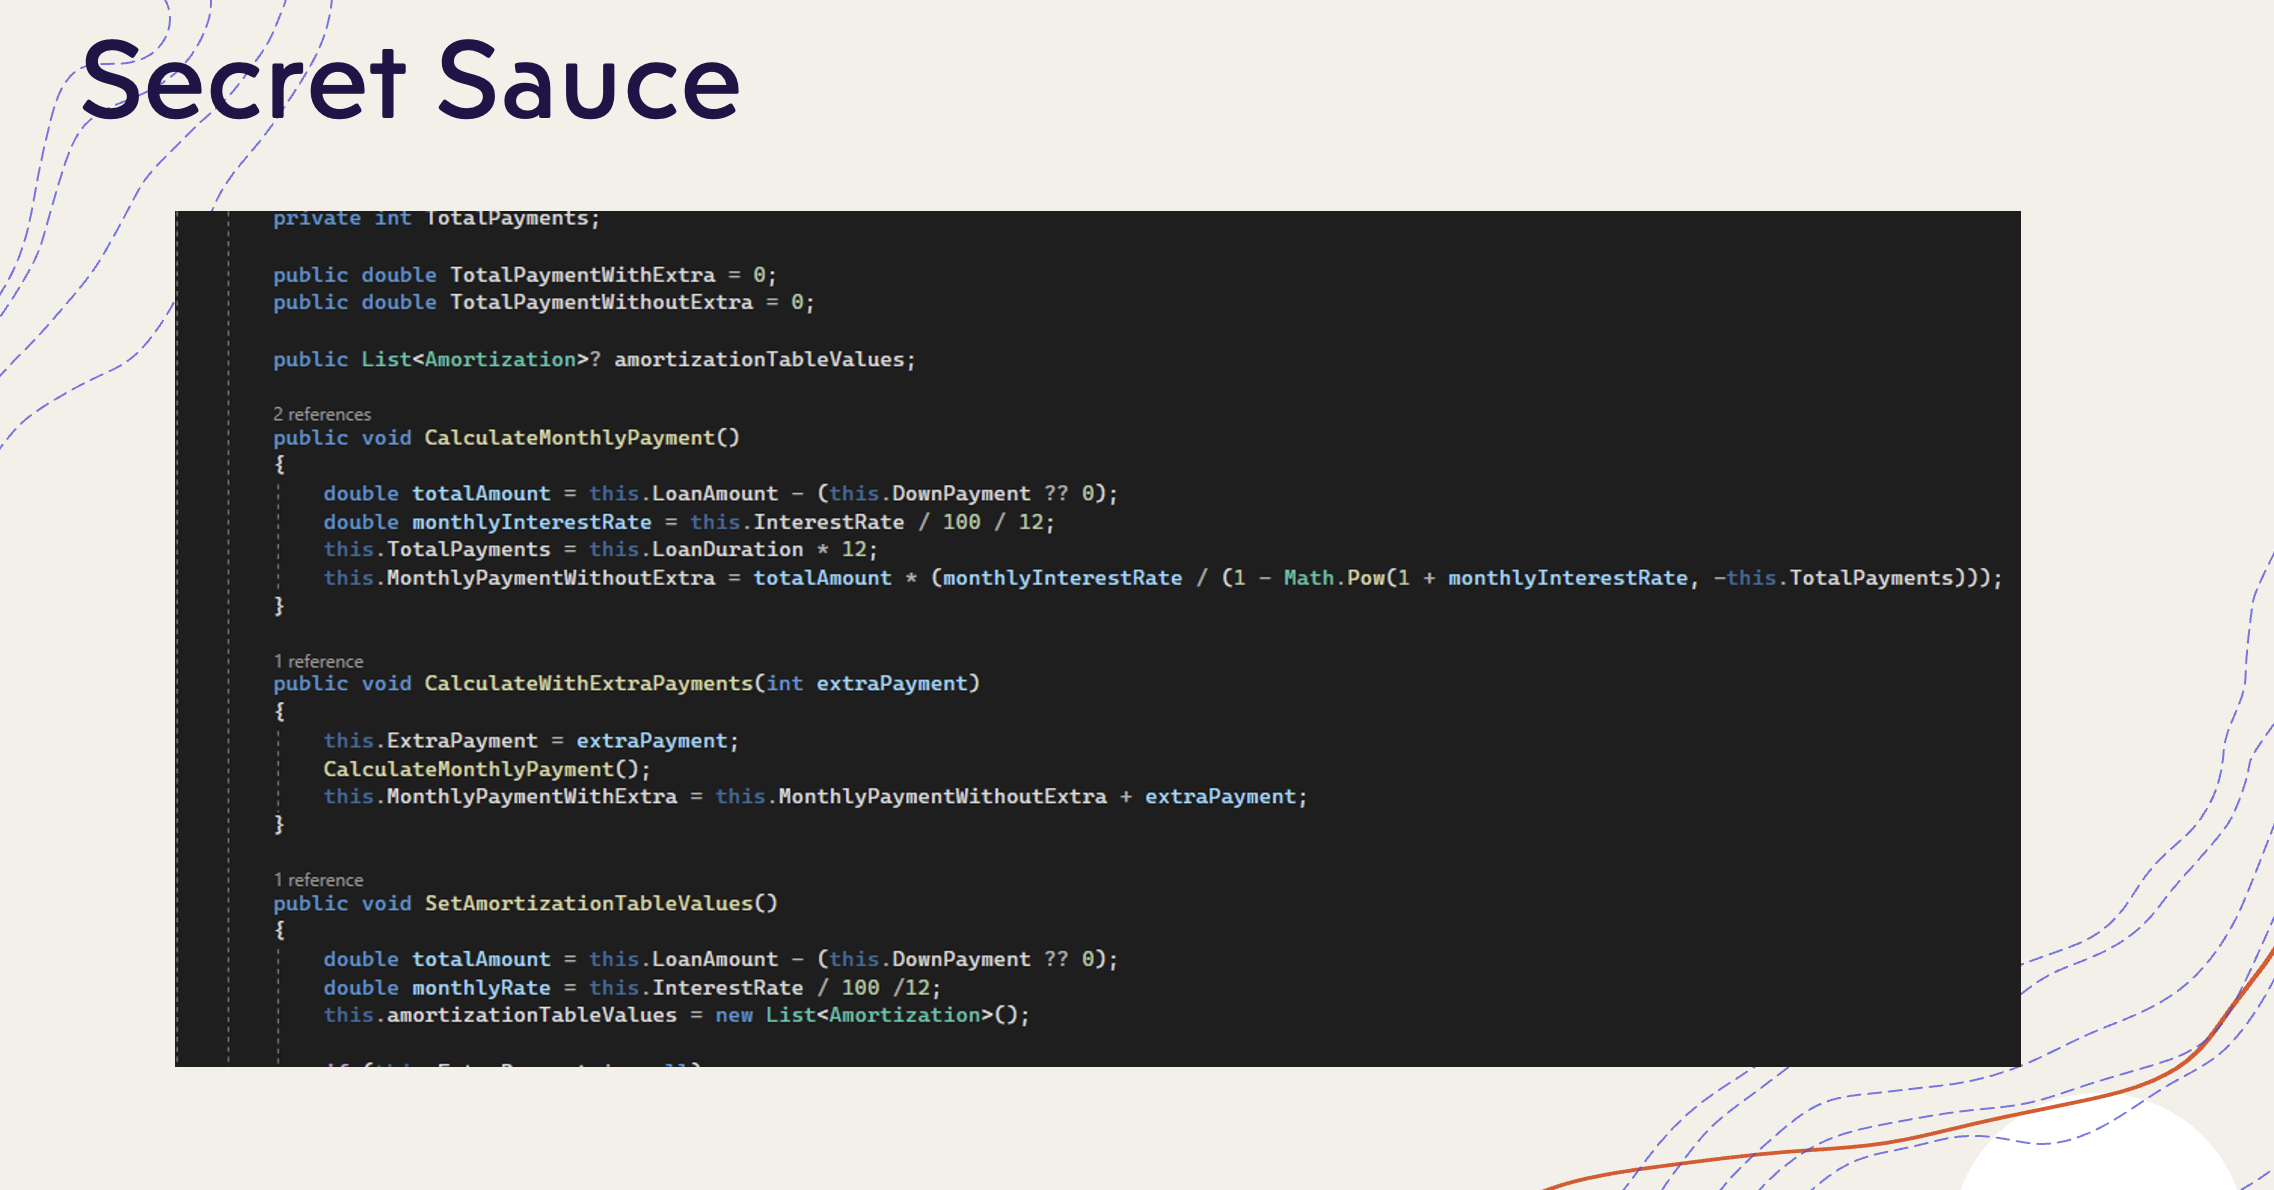 Secret Sauce
private int TotalPayments;
public double TotalPaymentWithExtra = 0;
public double TotalPaymentWithoutExtra = 0;
public List<Amortization>? amortizationTableValues;
2 references
public void CalculateMonthlyPayment()
{
double totalAmount = this.LoanAmount - (this.DownPayment ?? 0);
double monthlyInterestRate = this.InterestRate / 100 / 12;
this.TotalPayments = this.LoanDuration * 12;
this.MonthlyPaymentWithoutExtra = totalAmount * (monthlyInterestRate / (1 - Math.Pow(1 + monthlyInterestRate, -this.TotalPayments)));
}
1 reference
public void CalculateWithExtraPayments(int extraPayment)
{
this.ExtraPayment = extraPayment;
CalculateMonthlyPayment();
this.MonthlyPaymentWithExtra = this.MonthlyPaymentWithoutExtra + extraPayment;
}
1 reference
public void SetAmortizationTableValues()
{
double totalAmount = this.LoanAmount - (this.DownPayment ?? 0);
double monthlyRate = this.InterestRate / 100 /12;
this.amortizationTableValues = new List<Amortization>();